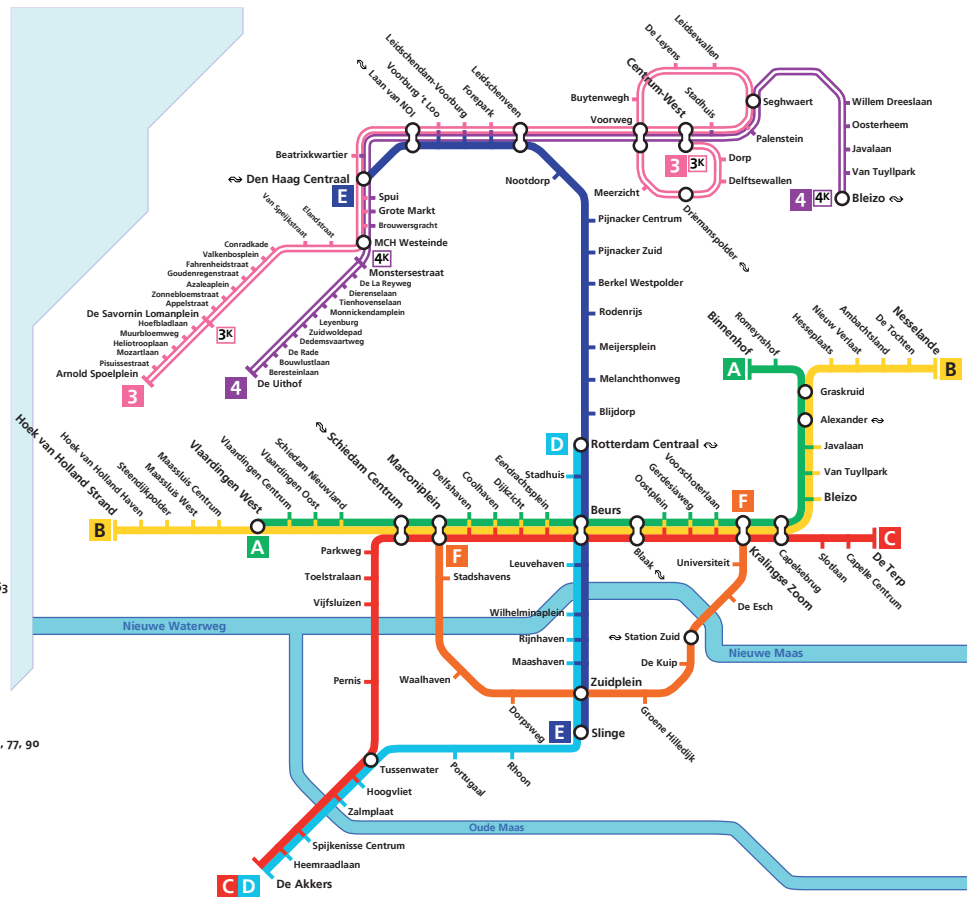 Leidsewallen
De Leyens
Leidschendam-Voorburg
Voorburg 't Loo
Laan van NOI
Forepark
Leidschenveen
Centrum-West
Stadhuis
Buytenwegh
Voorweg
Seghwaert
Willem Dreeslaan
Oosterheem
Palenstein
Javalaan
Beatrixkwartier
3 3K
Dorp
Van Tuyllpark
Den Haag Centraal
Nootdorp
Delftsewallen
E
Meerzicht
4 4K
Bleizo
Spui
Grote Markt
Driemanspolder
Van Speijkstraat
Elandstraat
Brouwersgracht
Pijnacker Centrum
Conradkade
MCH Westeinde
Valkenbosplein
4K
Pijnacker Zuid
Fahrenheidstraat
Goudenregenstraat
Monstersestraat
Azaleaplein
De La Reyweg
Berkel Westpolder
Zonnebloemstraat
Dierenselaan
Appelstraat
Tienhovenselaan
De Savornin Lomanplein
Monnickendamplein
Rodenrijs
Hoefbladlaan
Leyenburg
3K
Muurbloemweg
Zuidwoldepad
Heliotrooplaan
Dedemsvaartweg
Meijersplein
Mozartlaan
De Rade
Pisuissestraat
Bouwlustlaan
Arnold Spoelplein
Beresteinlaan
3
4
De Uithof
Melanchthonweg
Blijdorp
Binnenhof
Romeynshof
Hesseplaats
Nieuw Verlaat
Ambachtsland
De Tochten
Nesselande
A
B
Graskruid
Alexander
D
Rotterdam Centraal
Javalaan
Van Tuyllpark
Bleizo
Hoek van Holland Strand
Hoek van Holland Haven
Steendijkpolder
Maassluis West
Maassluis Centrum
Vlaardingen West
Vlaardingen Centrum
Vlaardingen Oost
Schiedam Nieuwland
Schiedam Centrum
Marconiplein
Delfshaven
Coolhaven
Dijkzicht
Eendrachtsplein
Stadhuis
Beurs
Oostplein
Gerdesiaweg
Voorschoterlaan
F
B
A
C
Parkweg
F
Leuvehaven
Blaak
Universiteit
Kralingse Zoom
Capelsebrug
Slotlaan
Capelle Centrum
De Terp
Toelstralaan
Stadshavens
Vijfsluizen
De Esch
Nieuwe Waterweg
Wilhelminaplein
Rijnhaven
Station Zuid
Nieuwe Maas
Maashaven
De Kuip
Pernis
Waalhaven
Zuidplein
Dorpsweg
Groene Hilledijk
E
Slinge
, 77, 90
Tussenwater
Portugaal
Rhoon
Hoogvliet
Zalmplaat
Oude Maas
Spijkenisse Centrum
Heemraadlaan
C D
De Akkers